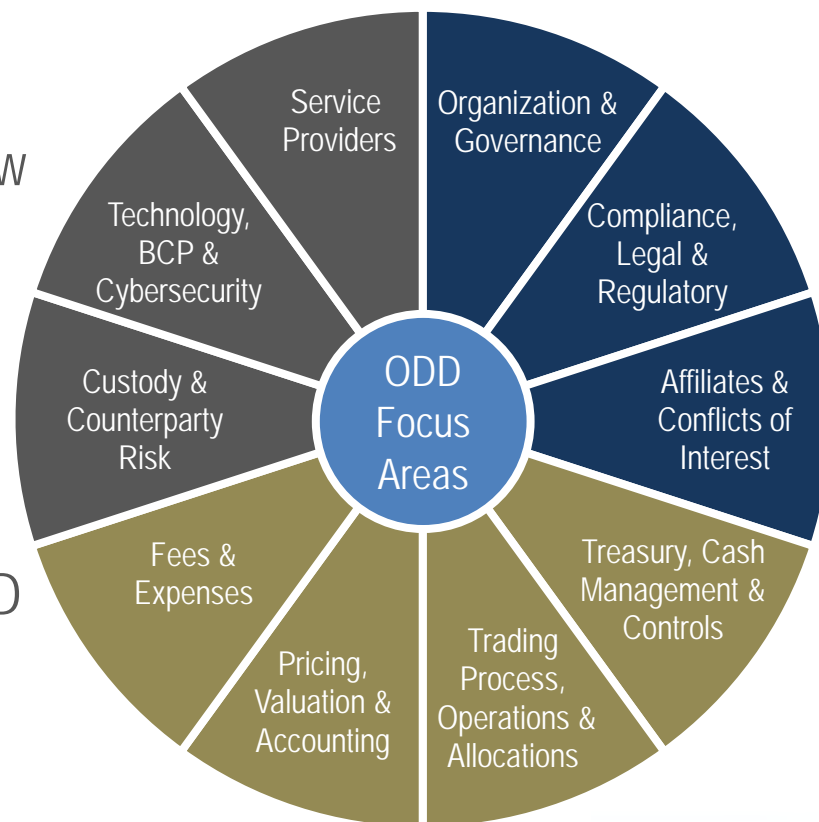 w
D
ODD
Focus
Areas
Organization &
Governance
Compliance,
Legal &
Regulatory
Affiliates &
Conflicts of
Interest
Treasury, Cash
Management &
Controls
Trading
Process,
Operations &
Allocations
Pricing,
Valuation &
Accounting
Fees &
Expenses
Custody &
Counterparty
Risk
Technology,
BCP &
Cybersecurity
Service
Providers